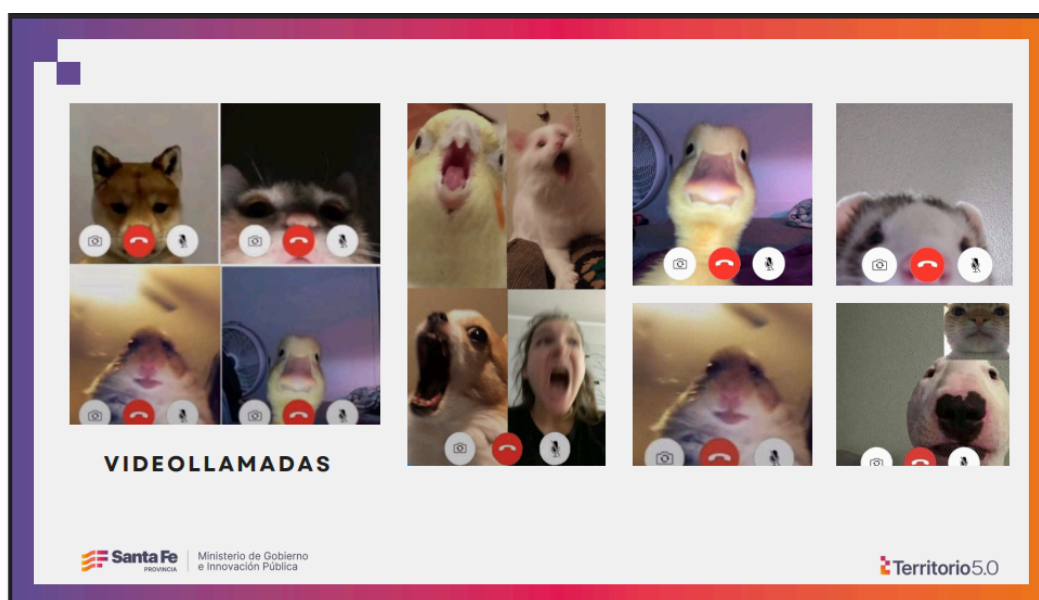 VIDEOLLAMADAS
Santa Fe
PROVINCIA
Ministerio de Gobierno
e Innovación Pública
Territorio5.0